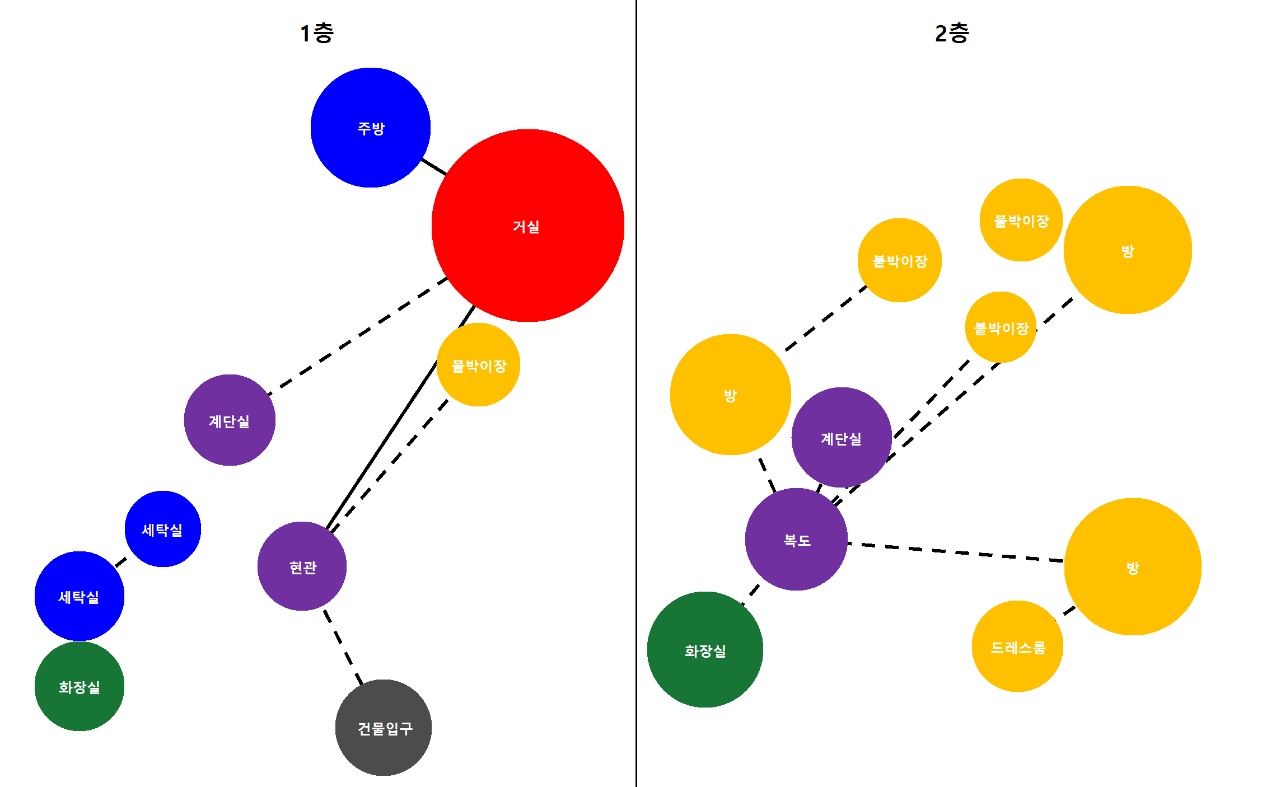 1층
주방
거실
붙박이장
계단실
세탁실
현관
세탁실
화장실
건물입구
2층
붙박이장
방
붙박이장
붙박이장
방
계단실
복도
방
화장실
드레스룸